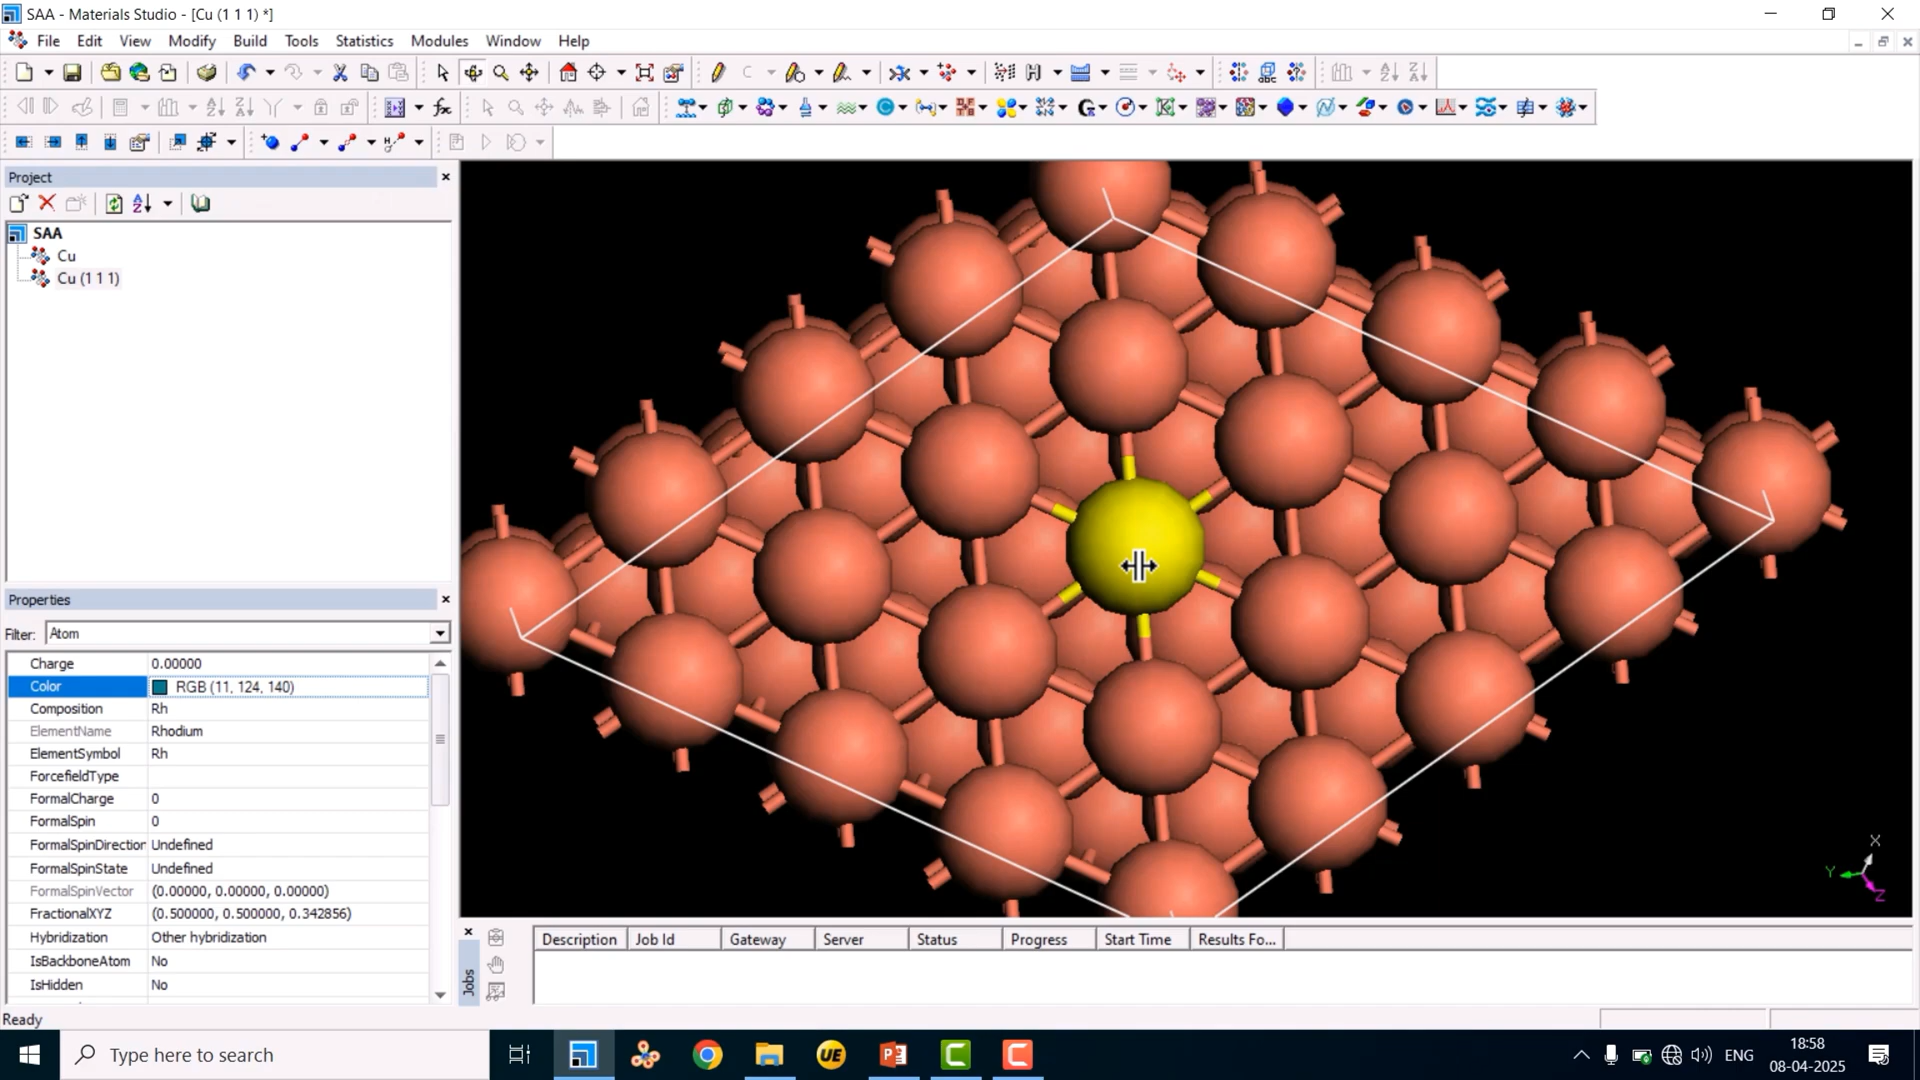 SAA - Materials Studio - [Cu (1 1 1) *]
File Edit View Modify Build Tools Statistics Modules Window Help
Project
SAA
Cu
Cu (1 1 1)
Properties
Filter: Atom
Charge 0.00000
Color RGB (11, 124, 140)
Composition Rh
ElementName Rhodium
ElementSymbol Rh
ForcefieldType
FormalCharge 0
FormalSpin 0
FormalSpinDirection Undefined
FormalSpinState Undefined
FormalSpinVector (0.00000, 0.00000, 0.00000)
FractionalXYZ (0.500000, 0.500000, 0.342856)
Hybridization Other hybridization
IsBackboneAtom No
IsHidden No
X
Y
Z
Jobs
Description Job Id Gateway Server Status Progress Start Time Results Fo...
Ready
Type here to search
UE
ENG
18:58
08-04-2025